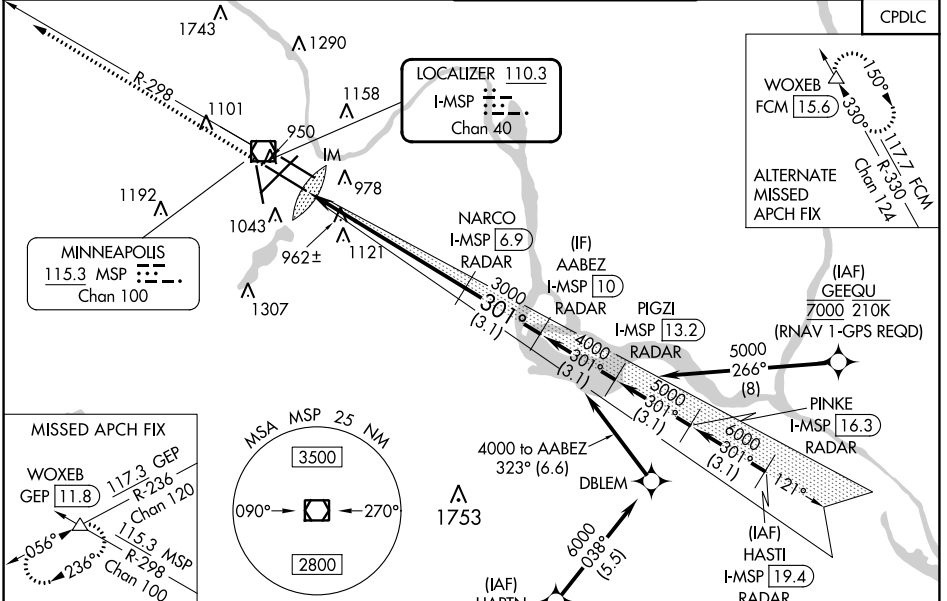 CPDLC
1743
1290
R-298
1101
1158
950
IM
978
1192
1043
962±
1121
1307
LOCALIZER 110.3
I-MSP
Chan 40
MINNEAPOLIS
115.3 MSP
Chan 100
WOXEB
FCM 15.6
150°
330°
117.7 FCM
R-330
Chan 124
ALTERNATE
MISSED
APCH FIX
NARCO
I-MSP 6.9
RADAR
(IF)
AABEZ
I-MSP 10
RADAR
PIGZI
I-MSP 13.2
RADAR
(IAF)
GEEQU
7000 210K
(RNAV 1-GPS REQD)
3000
301°
(3.1)
4000
301°
(3.1)
5000
301°
(3.1)
6000
301°
(3.1)
121°
5000
266°
(8)
PINKE
I-MSP 16.3
RADAR
4000 to AABEZ
323° (6.6)
DBLEM
6000
038°
(5.5)
(IAF)
HASTI
I-MSP 19.4
RADAR
MISSED APCH FIX
WOXEB
GEP 11.8
117.3 GEP
R-236
Chan 120
056°
236°
115.3 MSP
R-298
Chan 100
MSA MSP 25 NM
3500
090°
270°
2800
1753
(IAF)